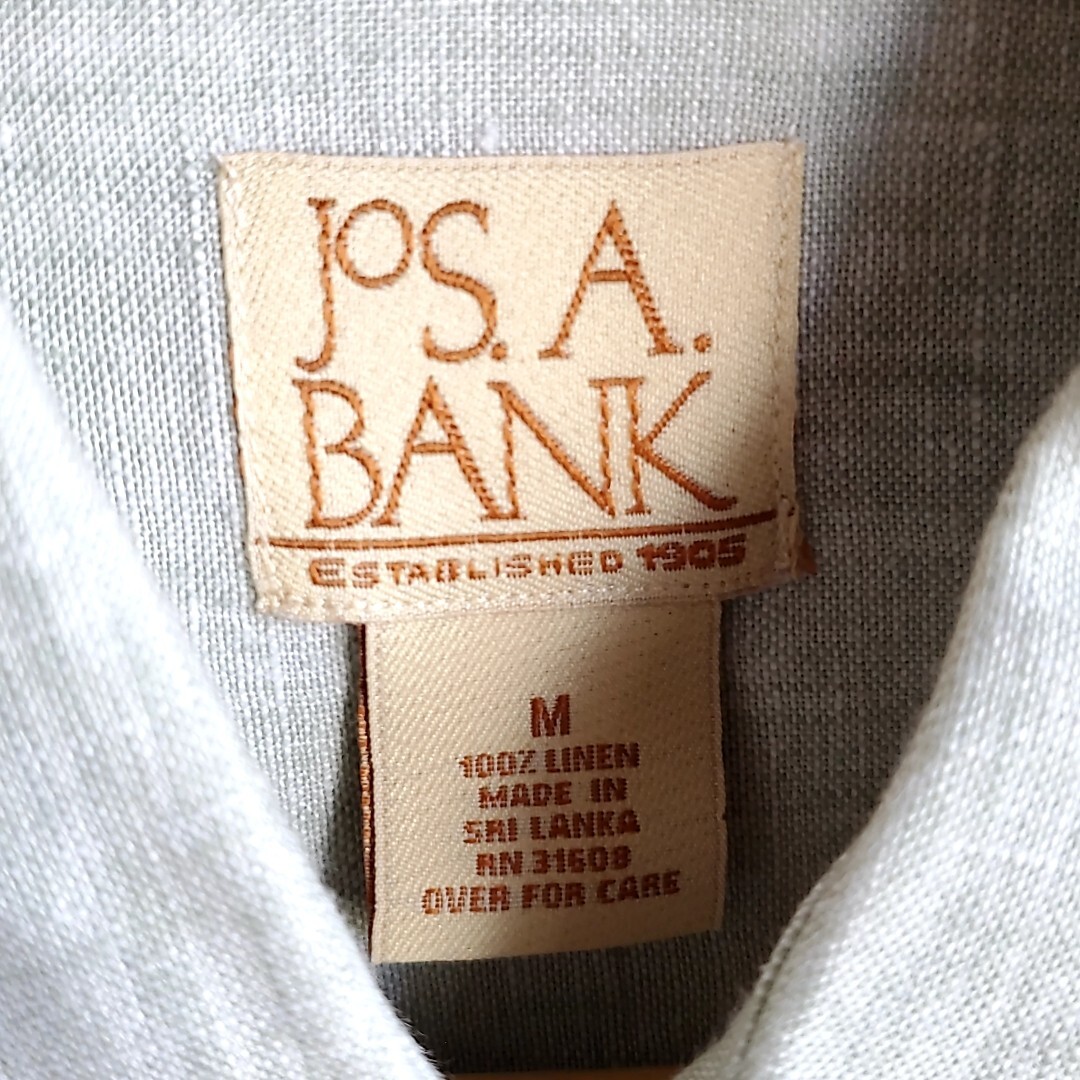 JoS. A.
BANK
ESTABLISHED 1905
M
100% LINEN
MADE IN
SRI LANKA
RN 31608
OVER FOR CARE